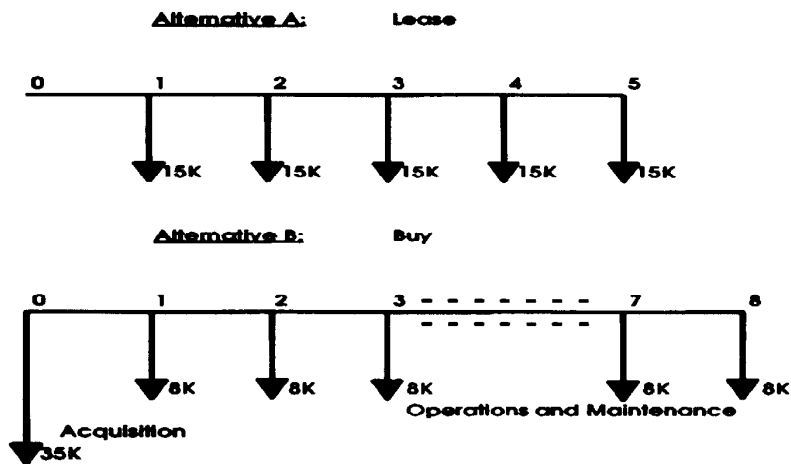 Alternative A: Lease
0 1 2 3 4 5
15K 15K 15K 15K 15K
Alternative B: Buy
0 1 2 3 7 8
8K 8K 8K 8K 8K
Operations and Maintenance
Acquisition
35K